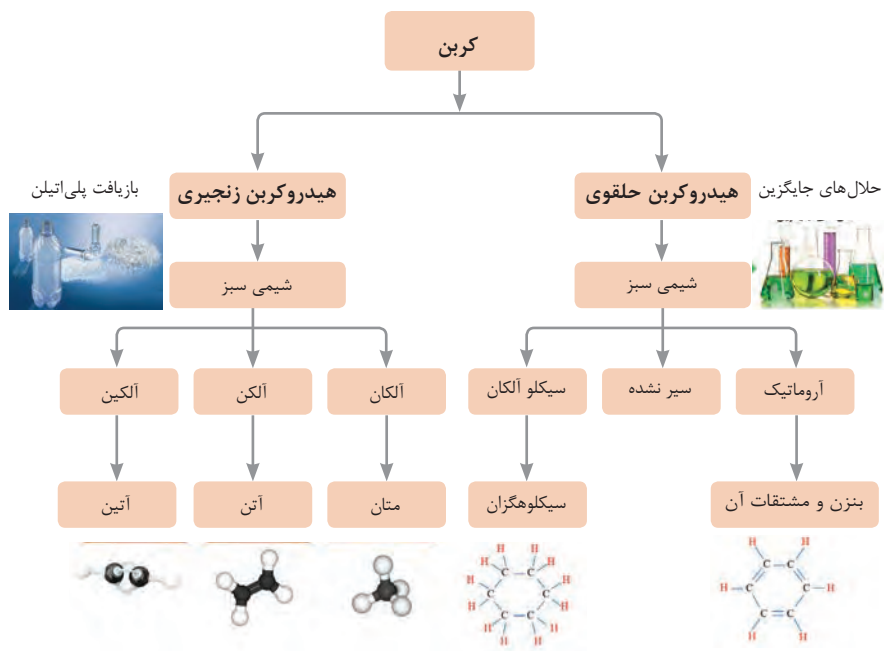 کربن
هیدروکربن حلقوی
هیدروکربن زنجیری
حلال‌های جایگزین
بازیافت پلی‌اتیلن
شیمی سبز
شیمی سبز
آروماتیک
سیر نشده
سیکلو آلکان
آلکان
آلکن
آلکین
بنزن و مشتقات آن
سیکلوهگزان
متان
آتن
آتین
H H
C C
H C C H
C C
H H
H H H H
H C C H
H C C H
H C C H
H H H H